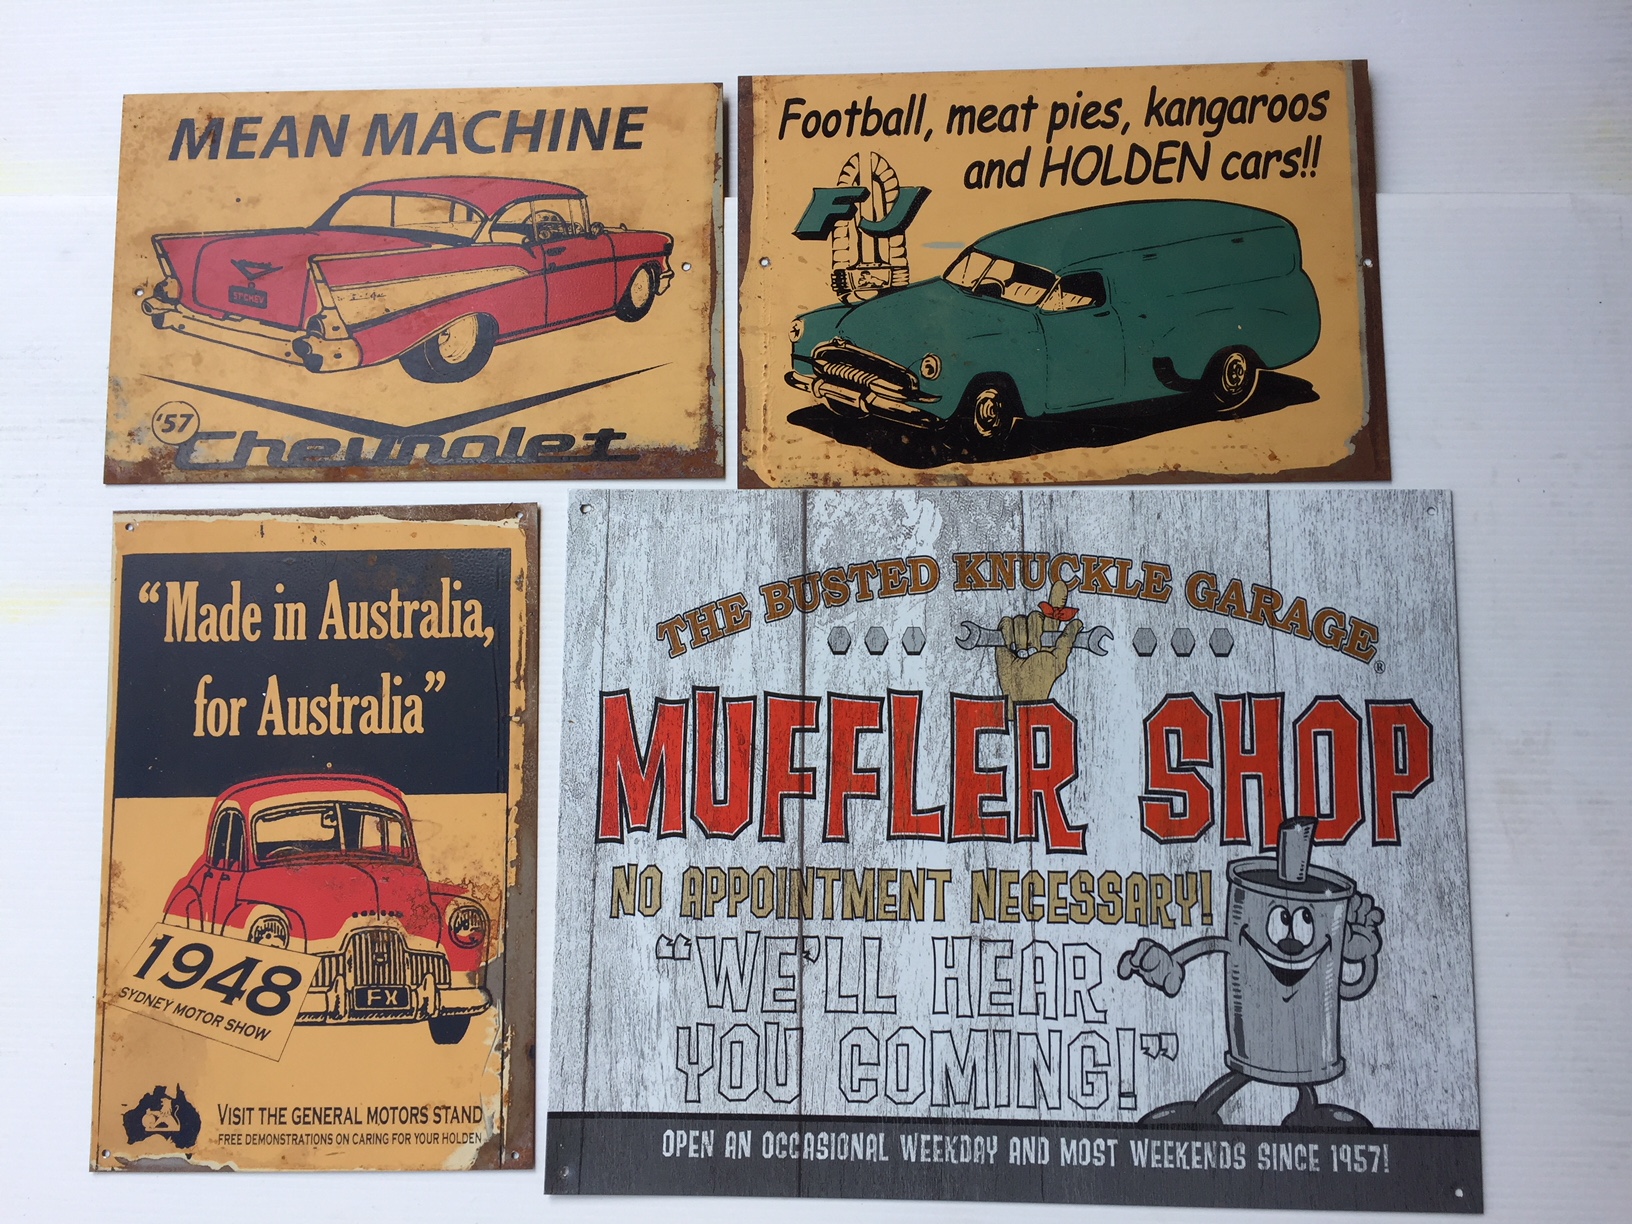 MEAN MACHINE
57CHEV
'57
Chevrolet
Football, meat pies, kangaroos
and HOLDEN cars!!
FJ
"Made in Australia,
for Australia"
FX
1948
SYDNEY MOTOR SHOW
VISIT THE GENERAL MOTORS STAND
FREE DEMONSTRATIONS ON CARING FOR YOUR HOLDEN
THE BUSTED KNUCKLE GARAGE®
MUFFLER SHOP
NO APPOINTMENT NECESSARY!
"WE'LL HEAR
YOU COMING!"
OPEN AN OCCASIONAL WEEKDAY AND MOST WEEKENDS SINCE 1957!